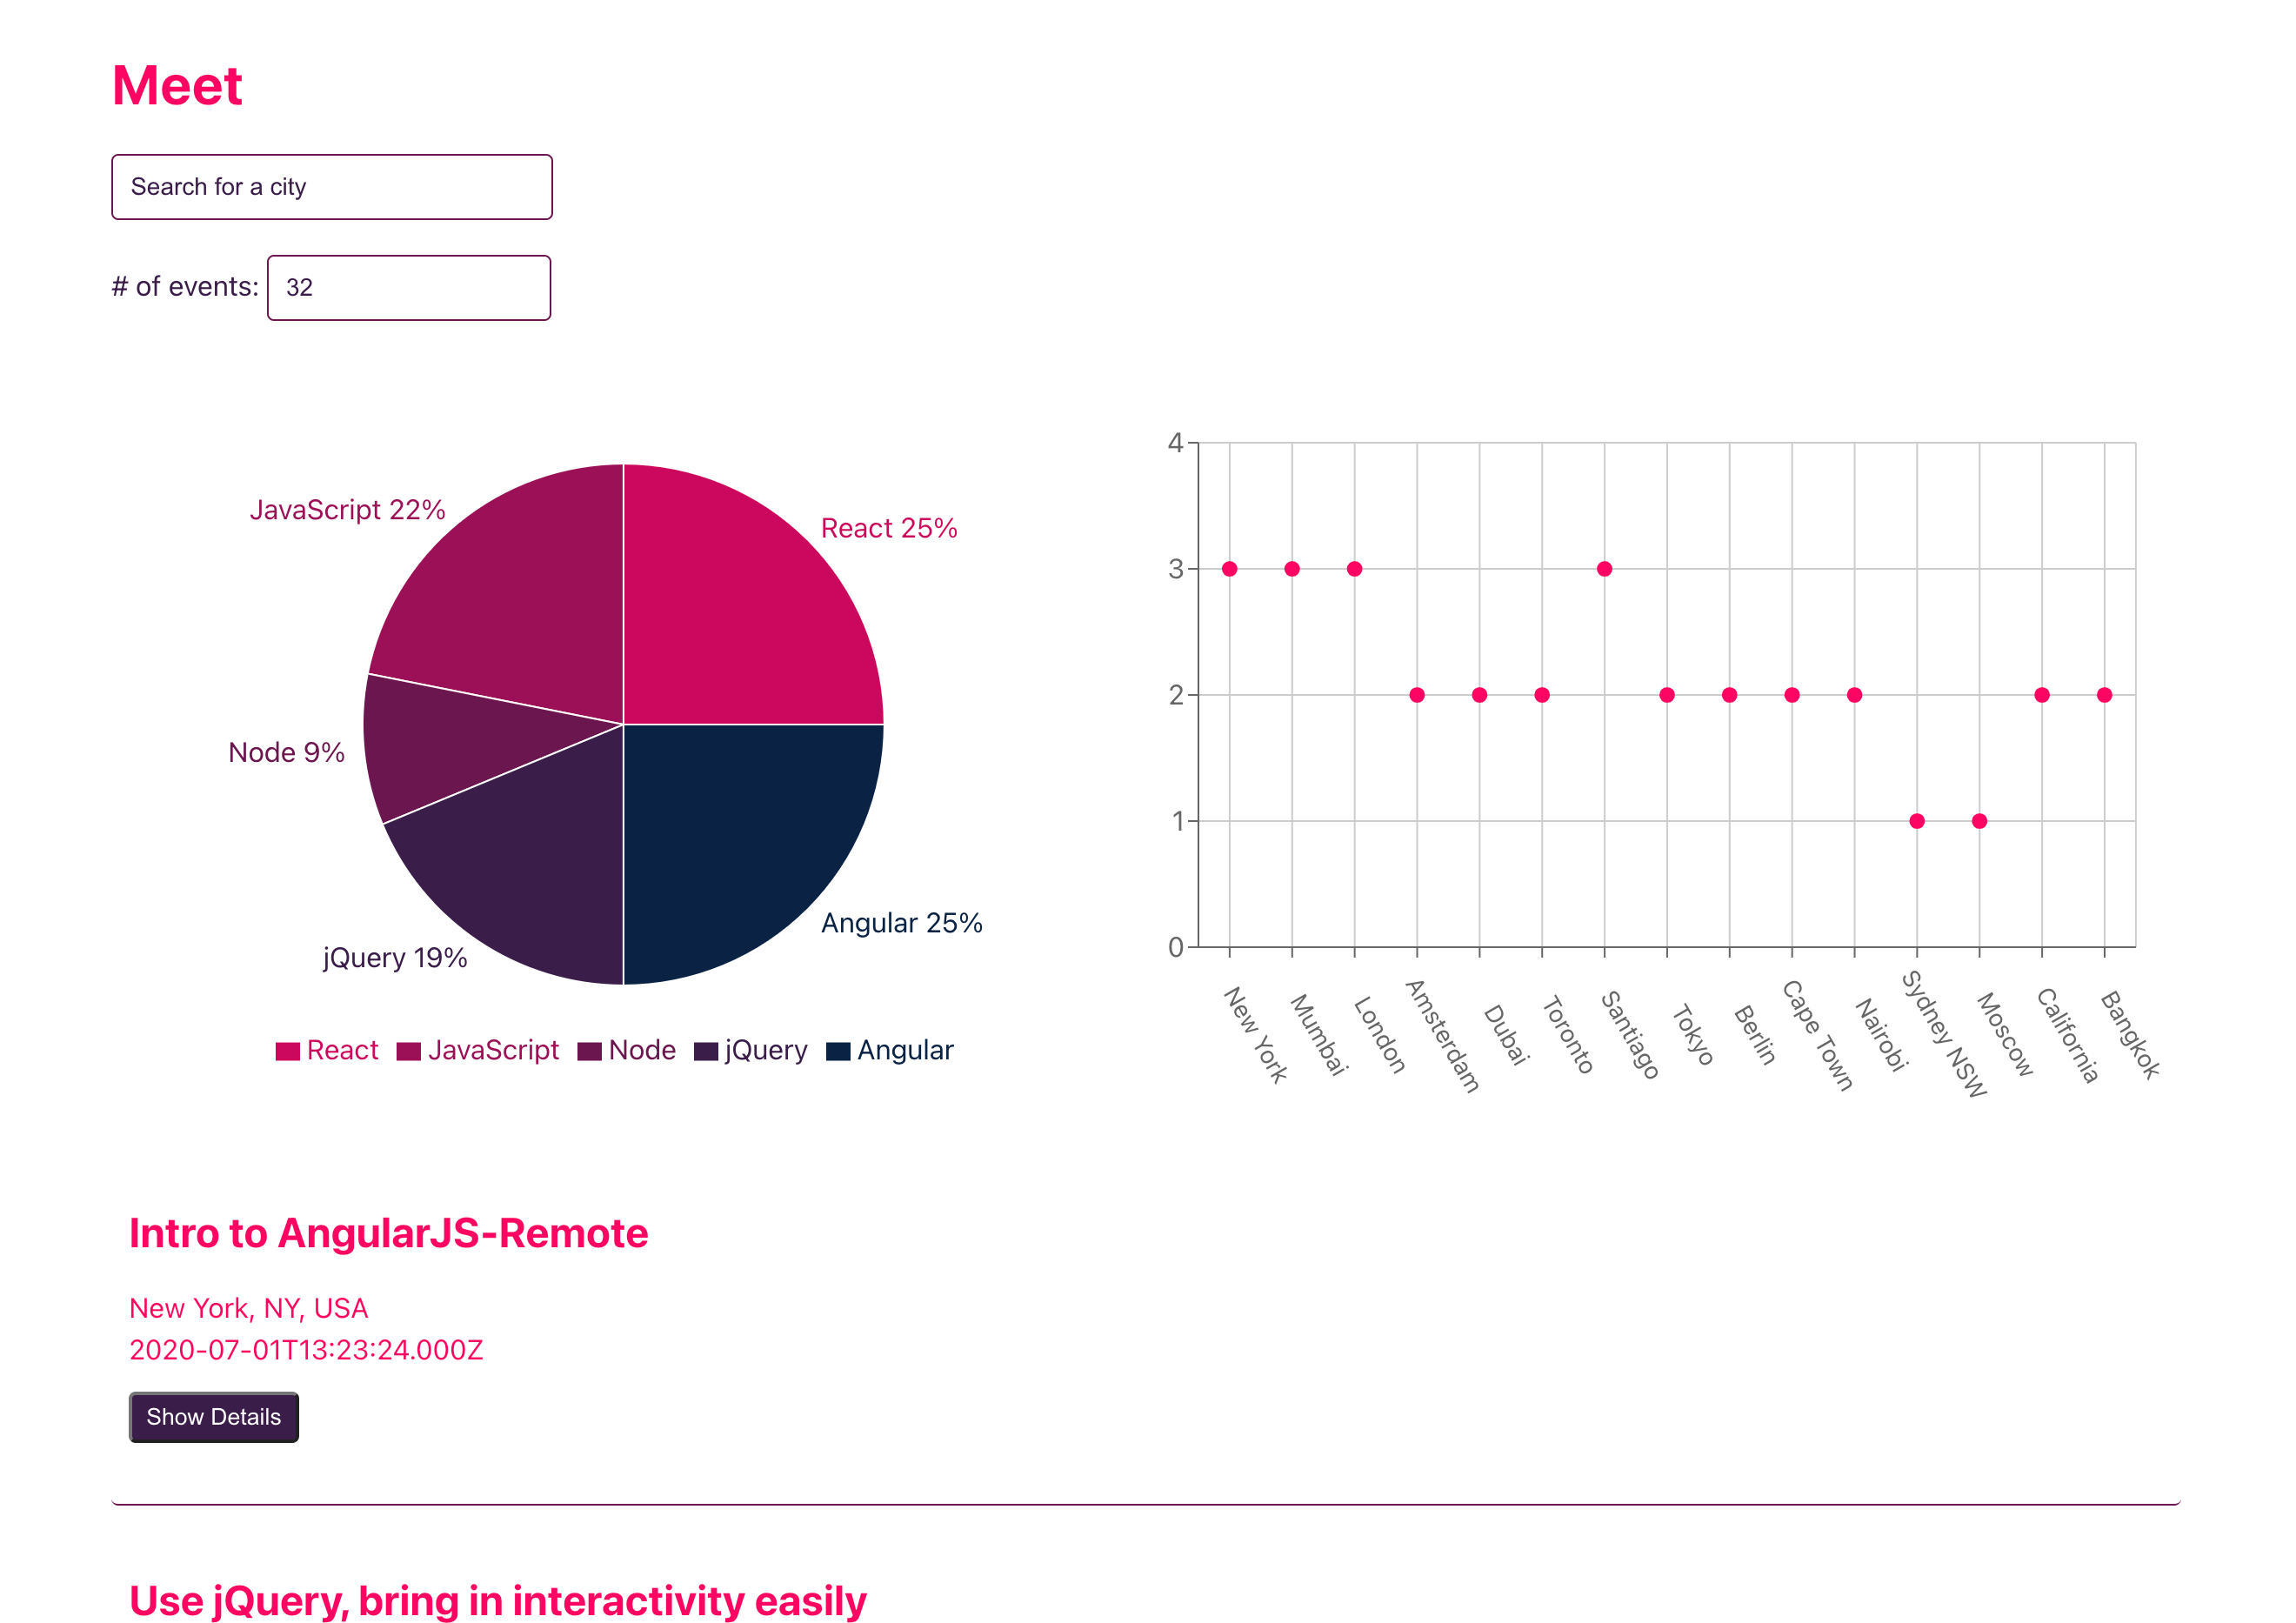 Meet
Search for a city
# of events: 32
JavaScript 22%
React 25%
Node 9%
jQuery 19%
Angular 25%
React JavaScript Node jQuery Angular
4
3
2
1
0
New York
Mumbai
London
Amsterdam
Dubai
Toronto
Santiago
Tokyo
Berlin
Cape Town
Nairobi
Sydney NSW
Moscow
California
Bangkok
Intro to AngularJS-Remote
New York, NY, USA
2020-07-01T13:23:24.000Z
Show Details
Use jQuery, bring in interactivity easily